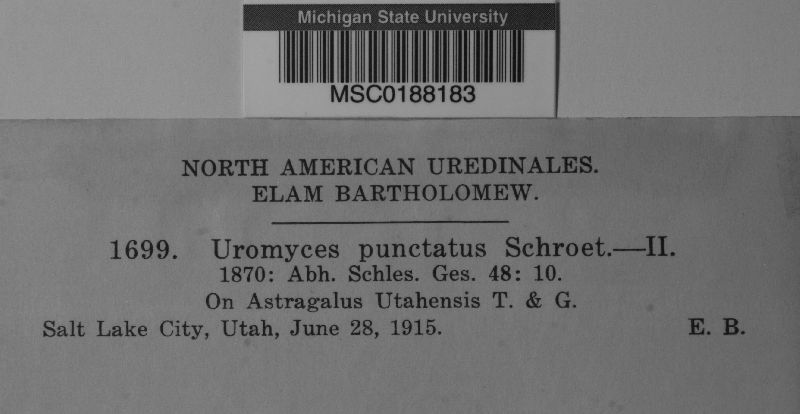 Michigan State University
MSC0188183
NORTH AMERICAN UREDINALES.
ELAM BARTHOLOMEW.
1699. Uromyces punctatus Schroet.—II.
1870: Abh. Schles. Ges. 48: 10.
On Astragalus Utahensis T. & G.
Salt Lake City, Utah, June 28, 1915. E. B.